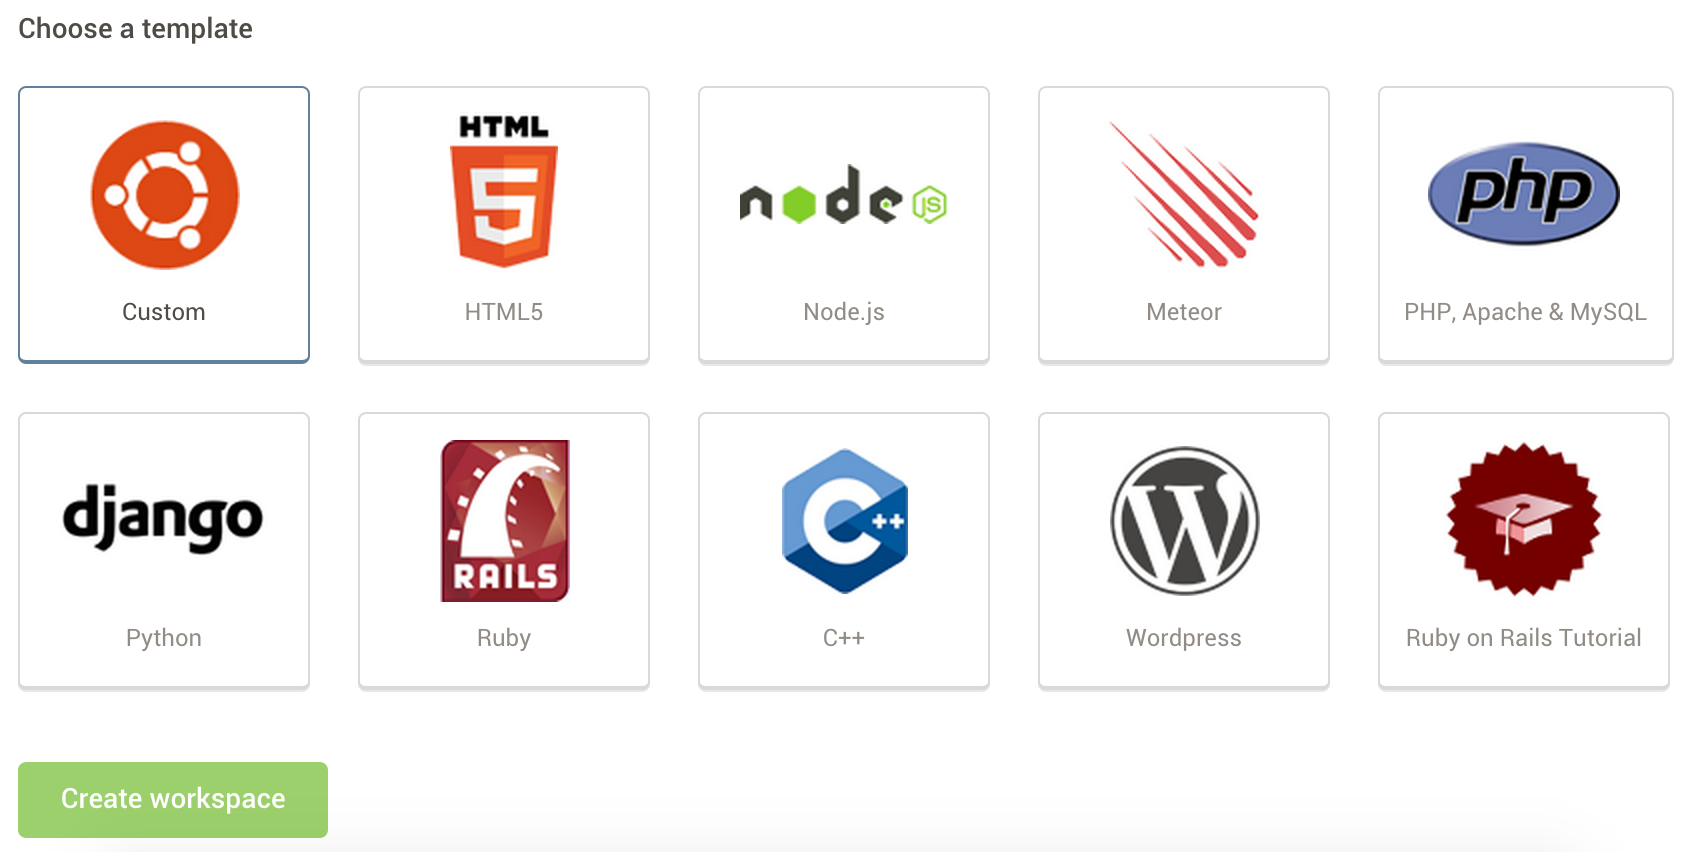 Choose a template
HTML
5
node
JS
php
Custom
HTML5
Node.js
Meteor
PHP, Apache & MySQL
django
RAILS
C++
W
Python
Ruby
C++
Wordpress
Ruby on Rails Tutorial
Create workspace